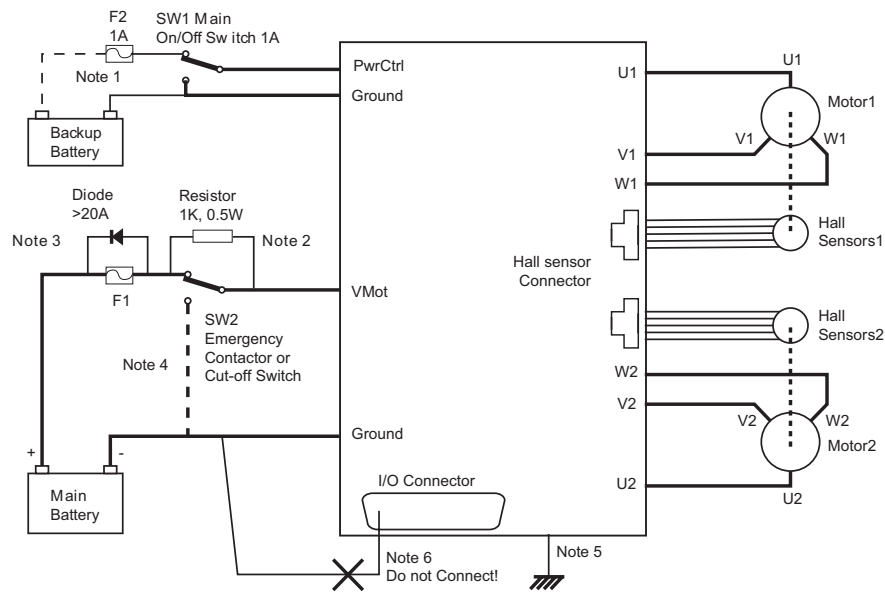 F2
1A
SW1 Main
On/Off Switch 1A
Note 1
PwrCtrl
Ground
Backup
Battery
U1
U1
Motor1
V1
W1
V1
W1
Diode
>20A
Resistor
1K, 0.5W
Note 3
Note 2
F1
VMot
Hall sensor
Connector
Hall
Sensors1
Hall
Sensors2
SW2
Emergency
Contactor or
Cut-off Switch
Note 4
W2
V2
V2
W2
Motor2
Ground
+
-
Main
Battery
I/O Connector
U2
U2
Note 6
Do not Connect!
Note 5